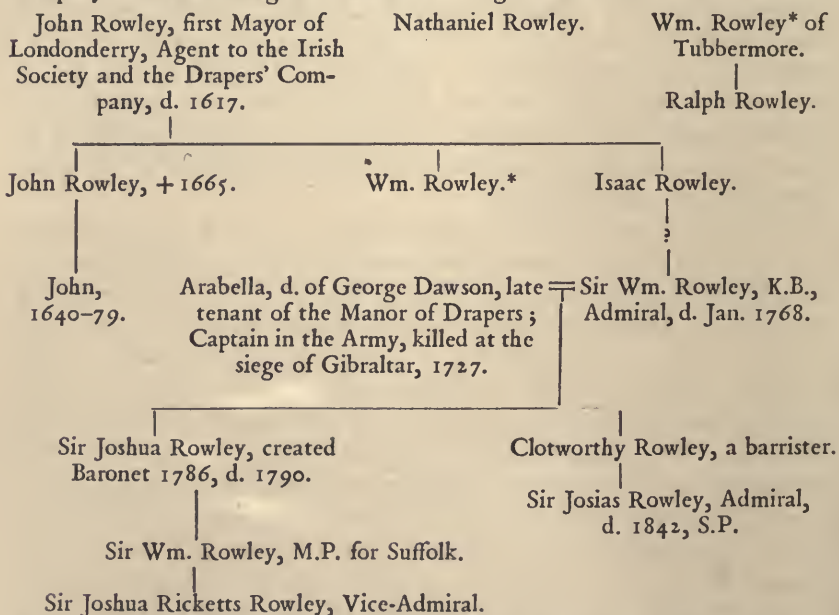 John Rowley, first Mayor of
Londonderry, Agent to the Irish
Society and the Drapers' Com-
pany, d. 1617.
Nathaniel Rowley.
Wm. Rowley* of
Tubbermore.
Ralph Rowley.
John Rowley, + 1665.
Wm. Rowley.*
Isaac Rowley.
?
John,
1640–79.
Arabella, d. of George Dawson, late
tenant of the Manor of Drapers;
Captain in the Army, killed at the
siege of Gibraltar, 1727.
Sir Wm. Rowley, K.B.,
Admiral, d. Jan. 1768.
Sir Joshua Rowley, created
Baronet 1786, d. 1790.
Clotworthy Rowley, a barrister.
Sir Josias Rowley, Admiral,
d. 1842, S.P.
Sir Wm. Rowley, M.P. for Suffolk.
Sir Joshua Ricketts Rowley, Vice-Admiral.